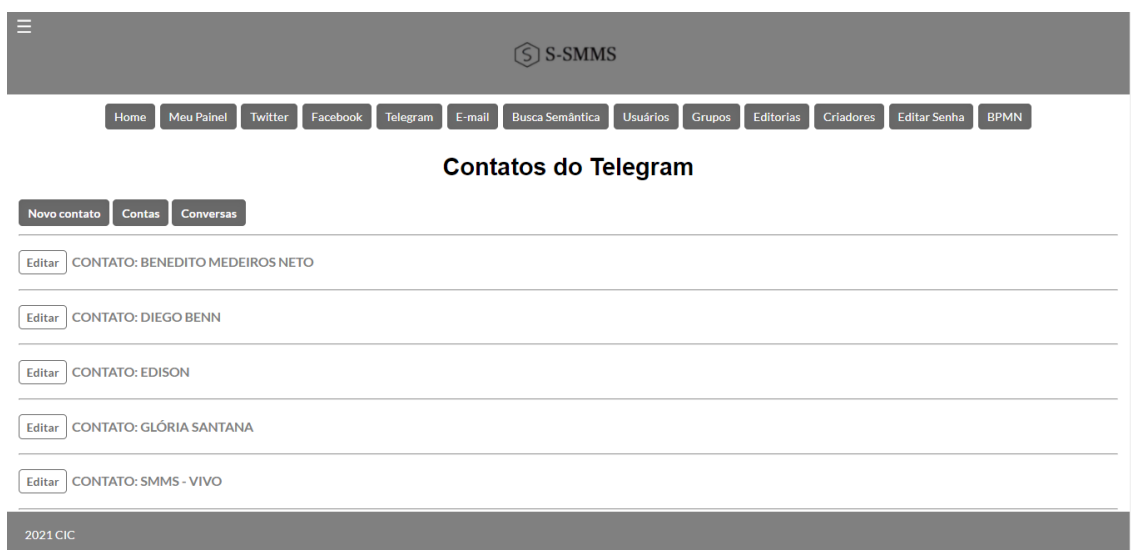 ☰
S-SMMS
Home Meu Painel Twitter Facebook Telegram E-mail Busca Semântica Usuários Grupos Editorias Criadores Editar Senha BPMN
Contatos do Telegram
Novo contato Contas Conversas
Editar CONTATO: BENEDITO MEDEIROS NETO
Editar CONTATO: DIEGO BENN
Editar CONTATO: EDISON
Editar CONTATO: GLÓRIA SANTANA
Editar CONTATO: SMMS - VIVO
2021 CIC